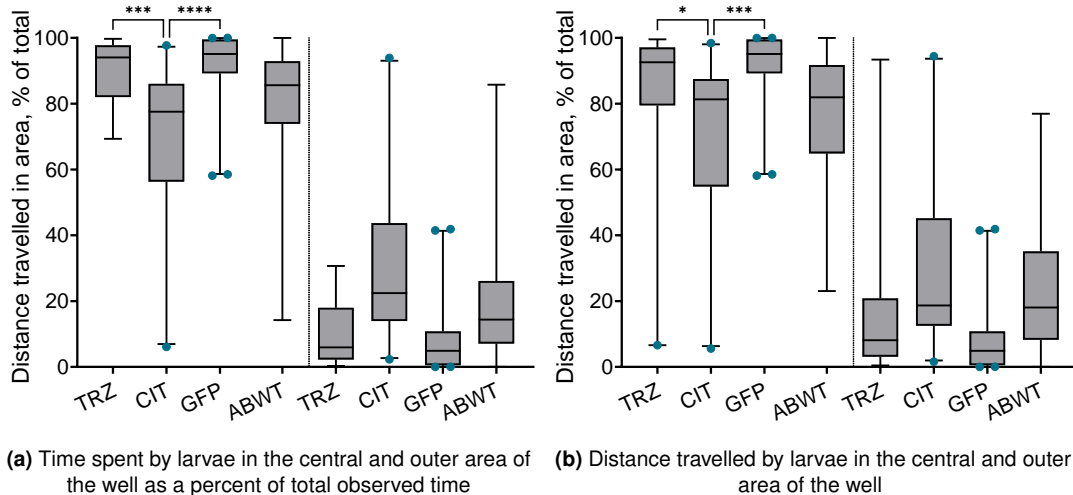 *** ****
Distance travelled in area, % of total
100
80
60
40
20
0
TRZ CIT GFP ABWT TRZ CIT GFP ABWT
(a) Time spent by larvae in the central and outer area of
the well as a percent of total observed time
* ***
Distance travelled in area, % of total
100
80
60
40
20
0
TRZ CIT GFP ABWT TRZ CIT GFP ABWT
(b) Distance travelled by larvae in the central and outer
area of the well